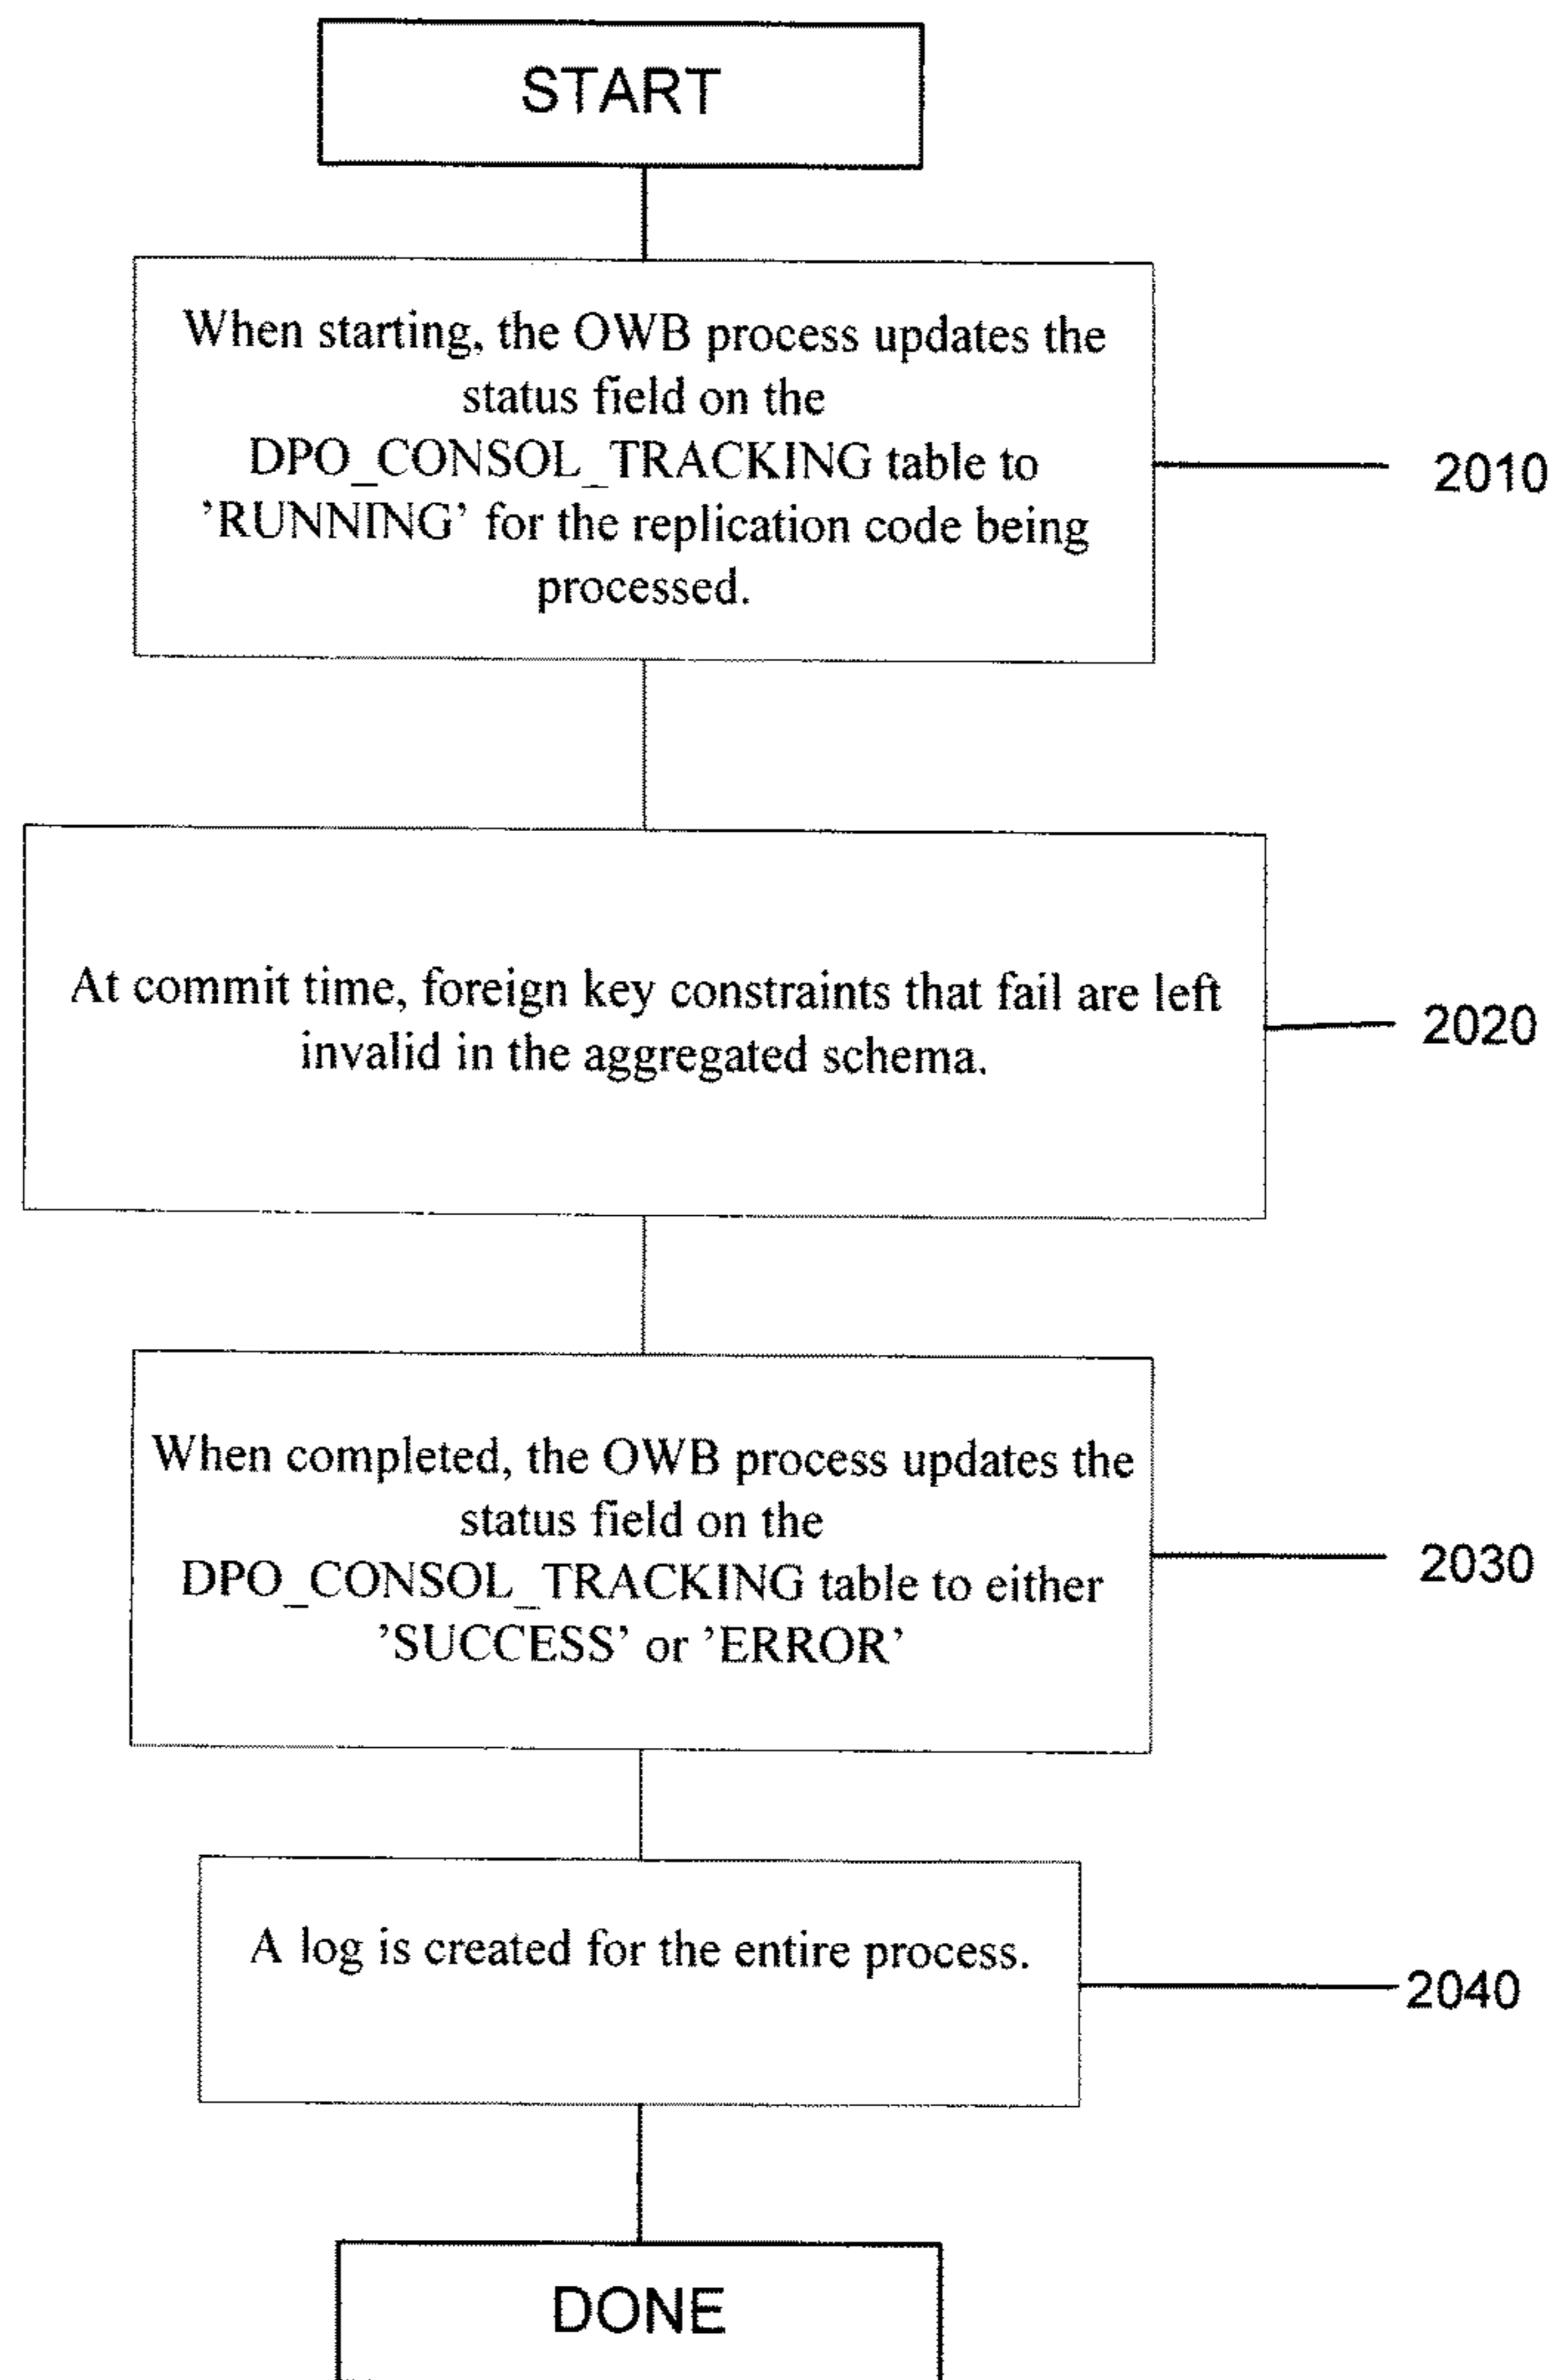 START
When starting, the OWB process updates the
status field on the
DPO_CONSOL_TRACKING table to
’RUNNING’ for the replication code being
processed.
2010
At commit time, foreign key constraints that fail are left
invalid in the aggregated schema.
2020
When completed, the OWB process updates the
status field on the
DPO_CONSOL_TRACKING table to either
’SUCCESS’ or ’ERROR’
2030
A log is created for the entire process.
2040
DONE